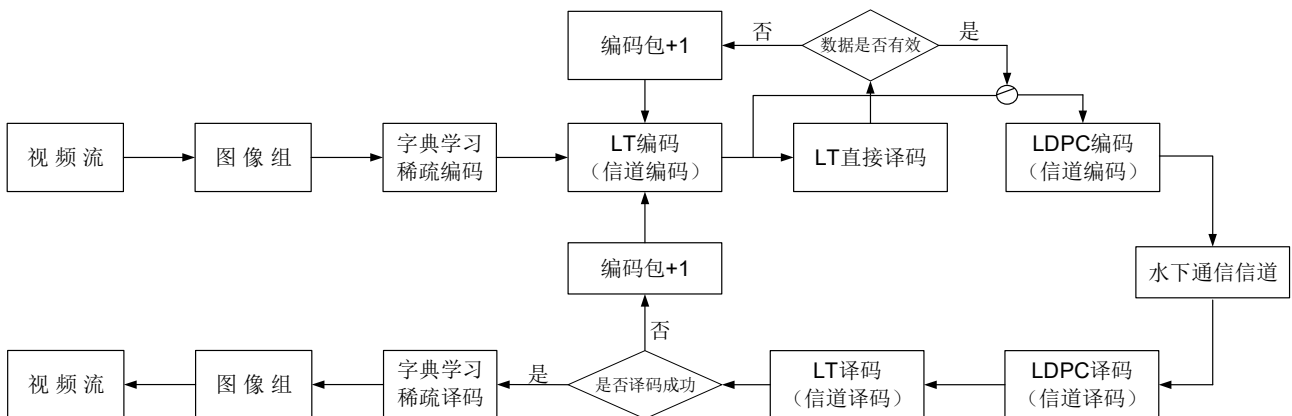 编码包+1
否
数据是否有效
是
视 频 流
图 像 组
字典学习
稀疏编码
LT编码
（信道编码）
LT直接译码
LDPC编码
（信道编码）
编码包+1
水下通信信道
否
视 频 流
图 像 组
字典学习
稀疏译码
是
是否译码成功
LT译码
（信道译码）
LDPC译码
（信道译码）